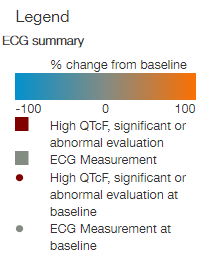 Legend
ECG summary
% change from baseline
-100 0 100
High QTcF, significant or
abnormal evaluation
ECG Measurement
High QTcF, significant or
abnormal evaluation at
baseline
ECG Measurement at
baseline